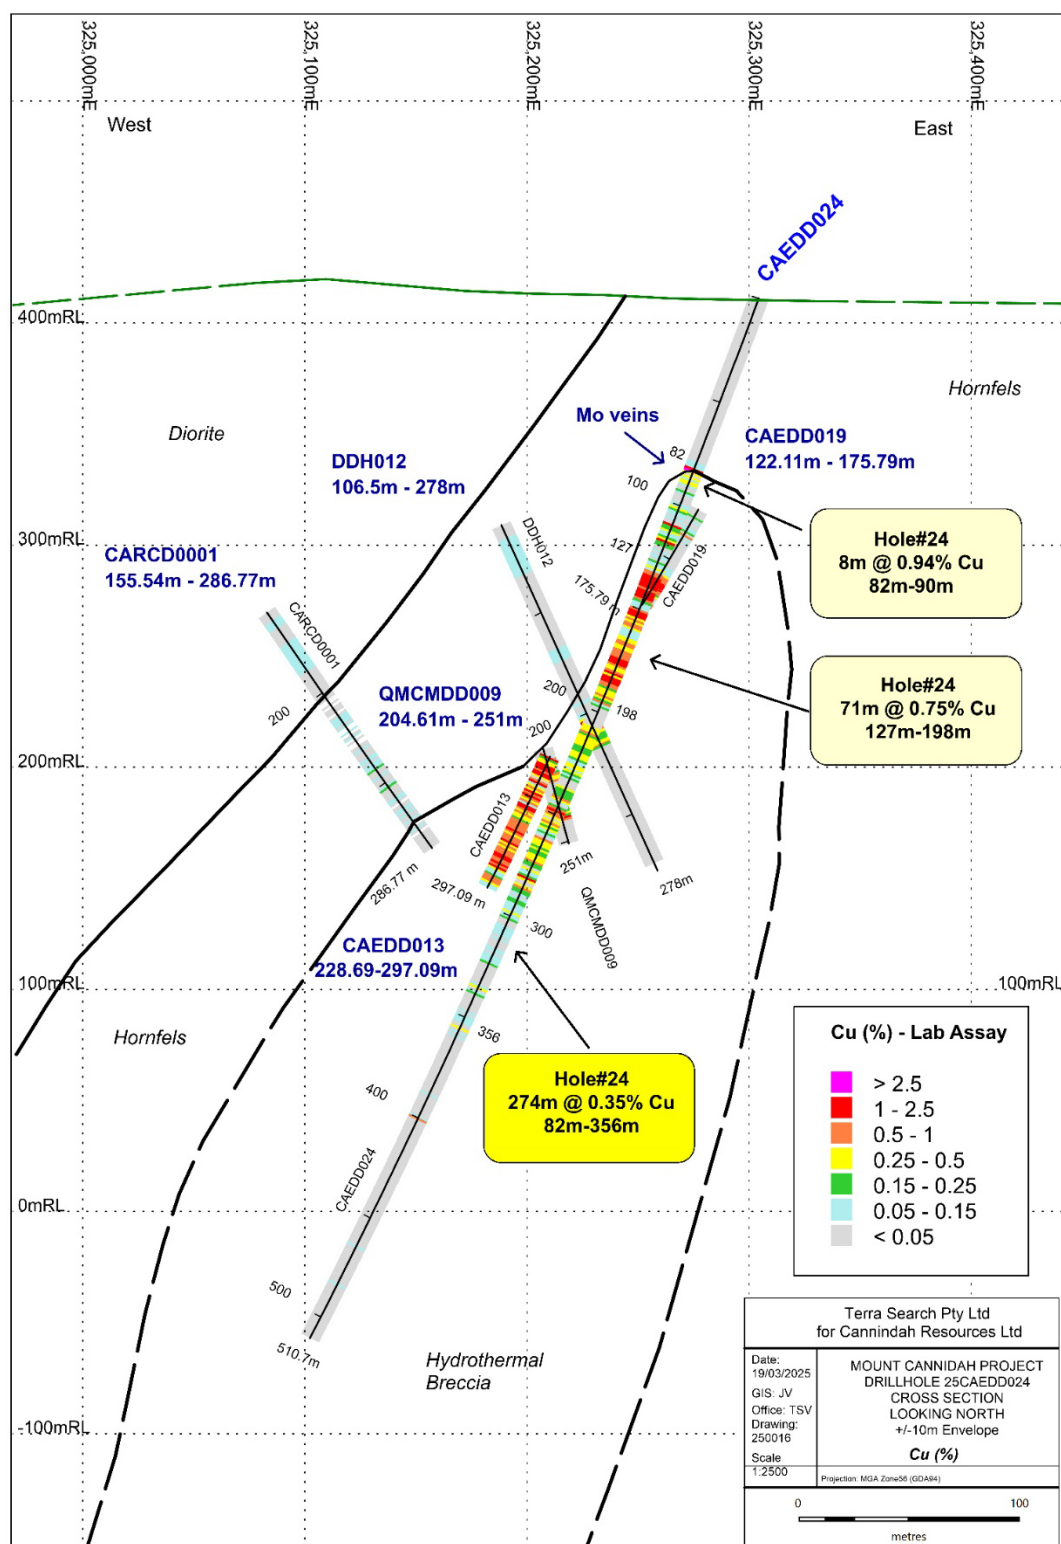 325,000mE
325,100mE
325,200mE
325,300mE
325,400mE
West
East
CAEDD024
400mRL
Hornfels
Diorite
Mo veins
82
CAEDD019
122.11m - 175.79m
DDH012
106.5m - 278m
100
Hole#24
8m @ 0.94% Cu
82m-90m
300mRL
DDH012
127
CAEDD019
CARCD0001
155.54m - 286.77m
175.79 m
CARCD0001
Hole#24
71m @ 0.75% Cu
127m-198m
QMCMDD009
204.61m - 251m
200
200
198
200
200mRL
CAEDD013
286.77 m
297.09 m
251m
278m
QMCMDD009
300
CAEDD013
228.69-297.09m
100mRL
100mRL
Hornfels
356
Hole#24
274m @ 0.35% Cu
82m-356m
400
Cu (%) - Lab Assay
> 2.5
1 - 2.5
0.5 - 1
0.25 - 0.5
0.15 - 0.25
0.05 - 0.15
< 0.05
CAEDD024
0mRL
500
510.7m
Hydrothermal
Breccia
-100mRL
Terra Search Pty Ltd
for Cannindah Resources Ltd
Date:
19/03/2025
GIS: JV
Office: TSV
Drawing:
250016
Scale
1:2500
MOUNT CANNIDAH PROJECT
DRILLHOLE 25CAEDD024
CROSS SECTION
LOOKING NORTH
+/-10m Envelope
Cu (%)
Projection: MGA Zone56 (GDA94)
0
100
metres